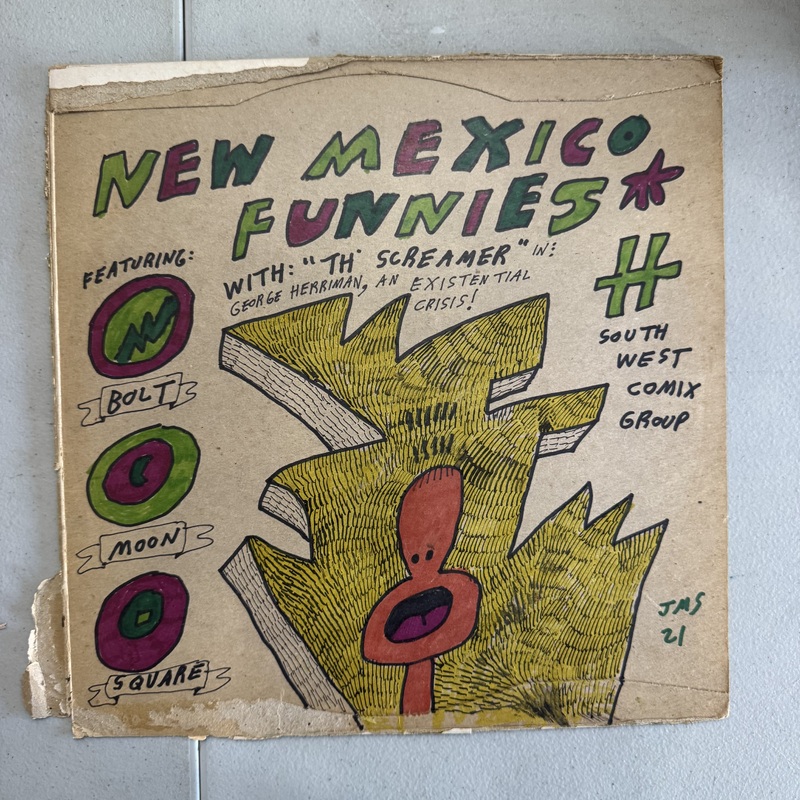 NEW MEXICO
FUNNIES*
FEATURING:
WITH: "TH' SCREAMER" IN:
GEORGE HERRIMAN, AN EXISTENTIAL
CRISIS!
BOLT
MOON
SQUARE
SOUTH
WEST
COMIX
GROUP
JMS
21